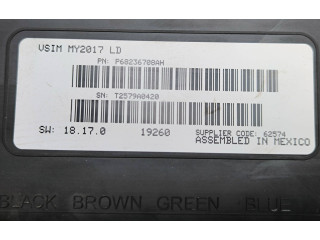 VSIM MY2017 LD
PN: P68236708AH
SN: T2579A0420
SW: 18.17.0 19260 SUPPLIER CODE: 62574
ASSEMBLED IN MEXICO
BLACK BROWN GREEN BLUE